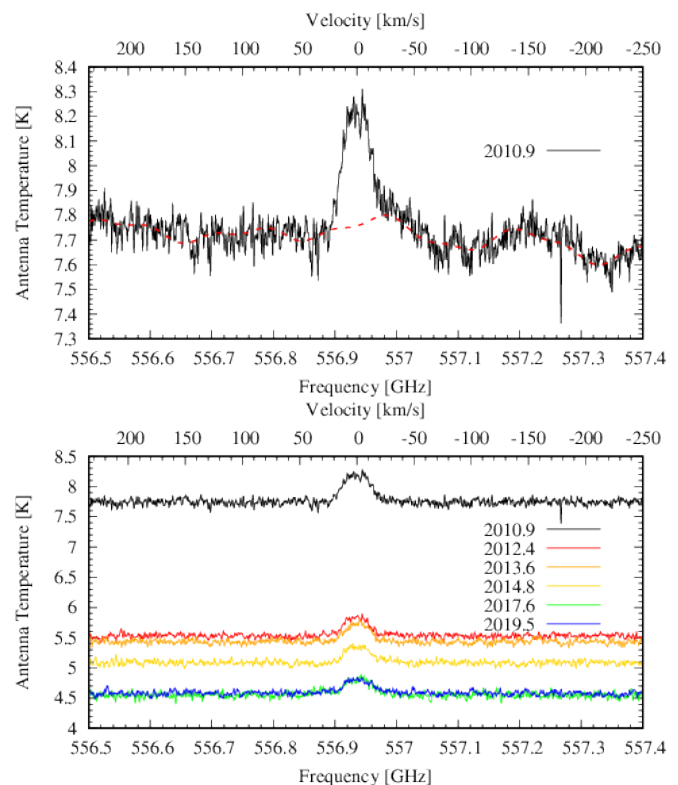 Velocity [km/s]
200 150 100 50 0 -50 -100 -150 -200 -250
8.4
8.3
8.2
8.1
8
7.9
7.8
7.7
7.6
7.5
7.4
7.3
Antenna Temperature [K]
2010.9
556.5 556.6 556.7 556.8 556.9 557 557.1 557.2 557.3 557.4
Frequency [GHz]
Velocity [km/s]
200 150 100 50 0 -50 -100 -150 -200 -250
8.5
8
7.5
7
6.5
6
5.5
5
4.5
4
Antenna Temperature [K]
2010.9
2012.4
2013.6
2014.8
2017.6
2019.5
556.5 556.6 556.7 556.8 556.9 557 557.1 557.2 557.3 557.4
Frequency [GHz]